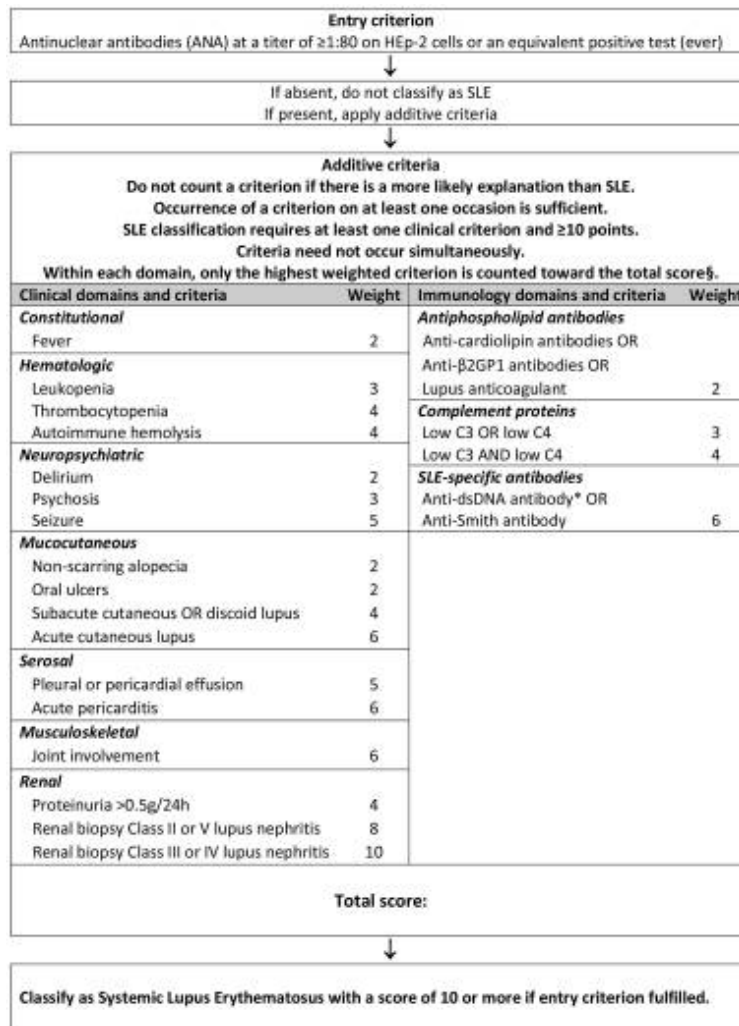 Entry criterion
Antinuclear antibodies (ANA) at a titer of ≥1:80 on HEp-2 cells or an equivalent positive test (ever)
↓
If absent, do not classify as SLE
If present, apply additive criteria
↓
Additive criteria
Do not count a criterion if there is a more likely explanation than SLE.
Occurrence of a criterion on at least one occasion is sufficient.
SLE classification requires at least one clinical criterion and ≥10 points.
Criteria need not occur simultaneously.
Within each domain, only the highest weighted criterion is counted toward the total score§.
Clinical domains and criteria Weight Immunology domains and criteria Weight
Constitutional Antiphospholipid antibodies
Fever 2 Anti-cardiolipin antibodies OR
Hematologic Anti-β2GP1 antibodies OR
Leukopenia 3 Lupus anticoagulant 2
Thrombocytopenia 4 Complement proteins
Autoimmune hemolysis 4 Low C3 OR low C4 3
Neuropsychiatric Low C3 AND low C4 4
Delirium 2 SLE-specific antibodies
Psychosis 3 Anti-dsDNA antibody* OR
Seizure 5 Anti-Smith antibody 6
Mucocutaneous
Non-scarring alopecia 2
Oral ulcers 2
Subacute cutaneous OR discoid lupus 4
Acute cutaneous lupus 6
Serosal
Pleural or pericardial effusion 5
Acute pericarditis 6
Musculoskeletal
Joint involvement 6
Renal
Proteinuria >0.5g/24h 4
Renal biopsy Class II or V lupus nephritis 8
Renal biopsy Class III or IV lupus nephritis 10
Total score:
↓
Classify as Systemic Lupus Erythematosus with a score of 10 or more if entry criterion fulfilled.